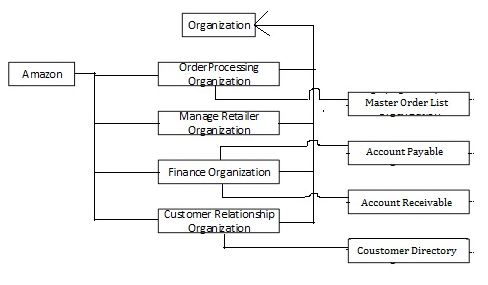 Organization
OrderProcessing
Organization
Amazon
Master Order List
Manage Retailer
Organization
Account Payable
Finance Organization
Account Receivable
Customer Relationship
Organization
Coustomer Directory